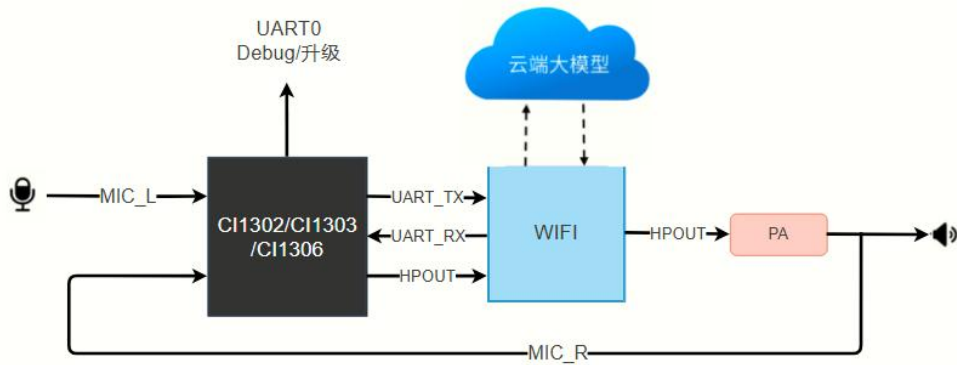 UART0
Debug/升级
云端大模型
MIC_L
CI1302/CI1303
/CI1306
UART_TX
UART_RX
HPOUT
WIFI
HPOUT
PA
MIC_R